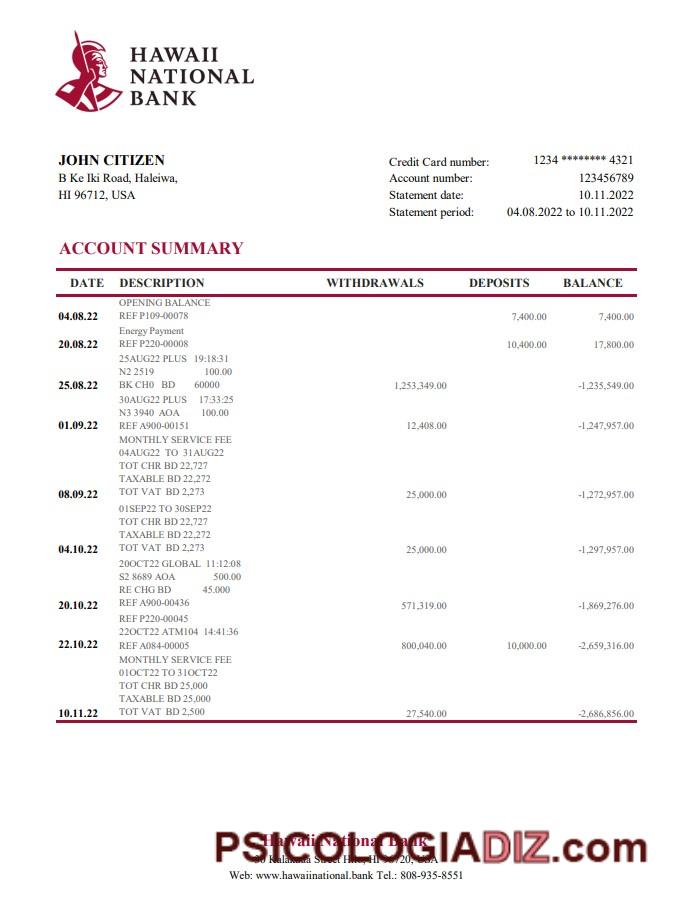 HAWAII
NATIONAL
BANK
JOHN CITIZEN
B Ke Iki Road, Haleiwa,
HI 96712, USA
Credit Card number: 1234 ******** 4321
Account number: 123456789
Statement date: 10.11.2022
Statement period: 04.08.2022 to 10.11.2022
ACCOUNT SUMMARY
DATE DESCRIPTION WITHDRAWALS DEPOSITS BALANCE
OPENING BALANCE
04.08.22 REF P109-00078 7,400.00 7,400.00
Energy Payment
20.08.22 REF P220-00008 10,400.00 17,800.00
25AUG22 PLUS 19:18:31
N2 2519 100.00
25.08.22 BK CH0 BD 60000 1,253,349.00 -1,235,549.00
30AUG22 PLUS 17:33:25
N3 3940 AOA 100.00
01.09.22 REF A900-00151 12,408.00 -1,247,957.00
MONTHLY SERVICE FEE
04AUG22 TO 31AUG22
TOT CHR BD 22,727
TAXABLE BD 22,272
08.09.22 TOT VAT BD 2,273 25,000.00 -1,272,957.00
01SEP22 TO 30SEP22
TOT CHR BD 22,727
TAXABLE BD 22,272
04.10.22 TOT VAT BD 2,273 25,000.00 -1,297,957.00
20OCT22 GLOBAL 11:12:08
S2 8689 AOA 500.00
RE CHG BD 45.000
20.10.22 REF A900-00436 571,319.00 -1,869,276.00
REF P220-00045
22OCT22 ATM104 14:41:36
22.10.22 REF A084-00005 800,040.00 10,000.00 -2,659,316.00
MONTHLY SERVICE FEE
01OCT22 TO 31OCT22
TOT CHR BD 25,000
TAXABLE BD 25,000
10.11.22 TOT VAT BD 2,500 27,540.00 -2,686,856.00
Hawaii National Bank
PSICOLOGIADIZ.com
Kalakaua Street Hilo, HI 96720, USA
Web: www.hawaiinational.bank Tel.: 808-935-8551